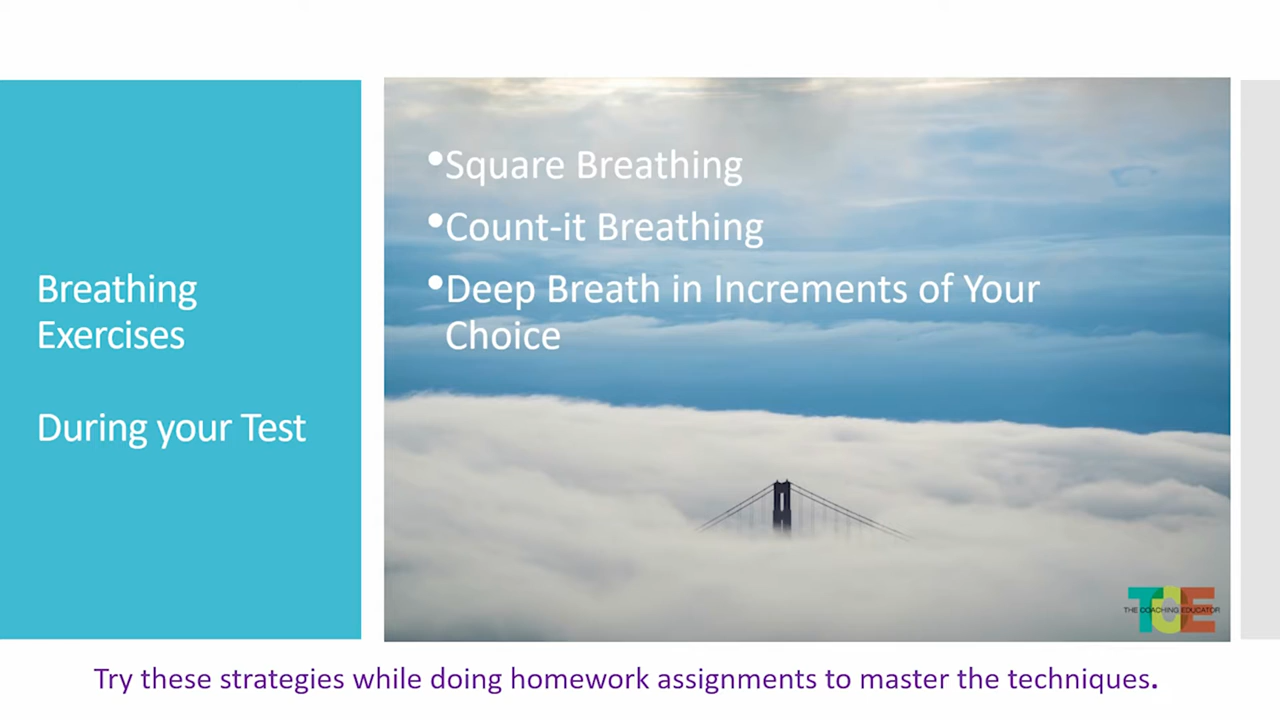 Breathing
Exercises
During your Test
•Square Breathing
•Count-it Breathing
•Deep Breath in Increments of Your
Choice
TCE
THE COACHING EDUCATOR
Try these strategies while doing homework assignments to master the techniques.